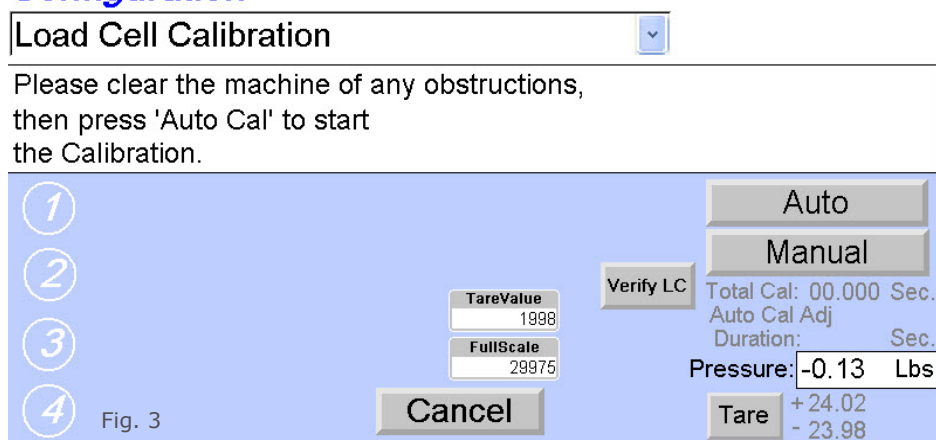 Load Cell Calibration
Please clear the machine of any obstructions,
then press 'Auto Cal' to start
the Calibration.
1
Auto
Manual
2
Verify LC
Total Cal: 00.000 Sec.
TareValue
1998
Auto Cal Adj
3
Duration: Sec.
FullScale
29975
Pressure: -0.13 Lbs
4
Fig. 3
Cancel
Tare
+24.02
- 23.98